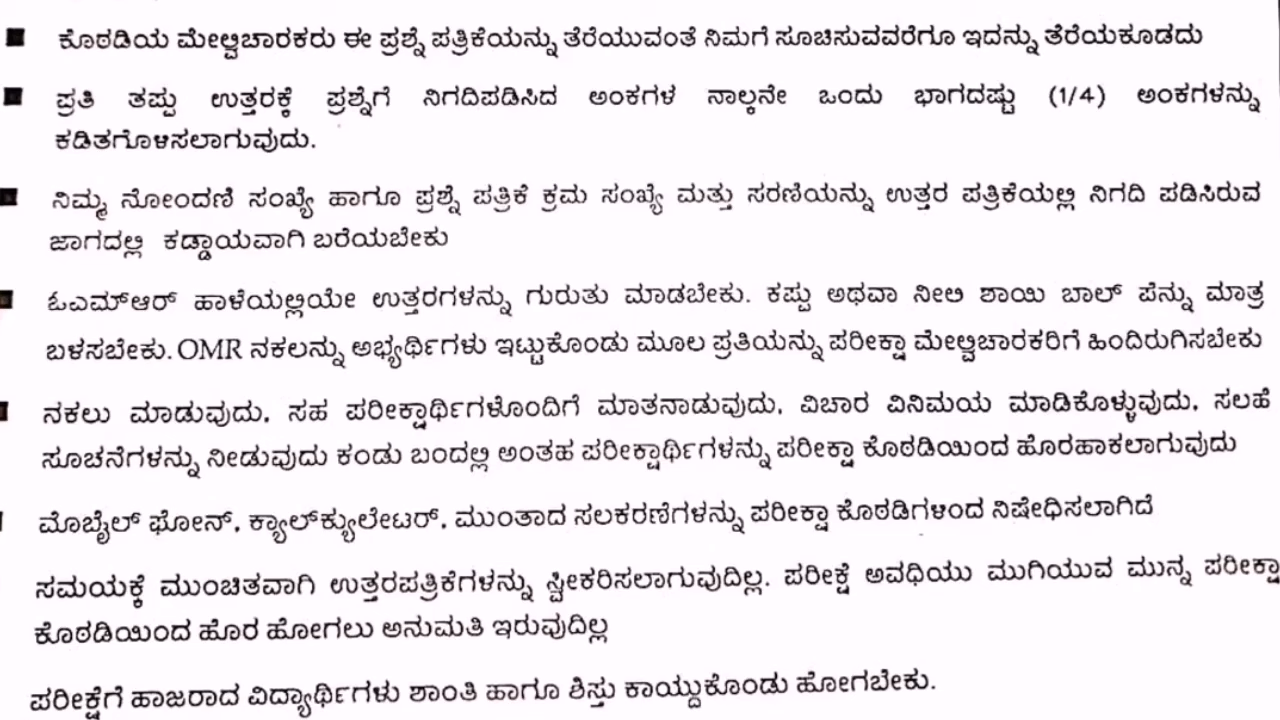 ಕೊಠಡಿಯ ಮೇಲ್ವಿಚಾರಕರು ಈ ಪ್ರಶ್ನೆ ಪತ್ರಿಕೆಯನ್ನು ತೆರೆಯುವಂತೆ ನಿಮಗೆ ಸೂಚಿಸುವವರೆಗೂ ಇದನ್ನು ತೆರೆಯಕೂಡದು
ಪ್ರತಿ ತಪ್ಪು ಉತ್ತರಕ್ಕೆ ಪ್ರಶ್ನೆಗೆ ನಿಗದಿಪಡಿಸಿದ ಅಂಕಗಳ ನಾಲ್ಕನೇ ಒಂದು ಭಾಗದಷ್ಟು (1/4) ಅಂಕಗಳನ್ನು
ಕಡಿತಗೊಳಿಸಲಾಗುವುದು.
ನಿಮ್ಮ ನೋಂದಣಿ ಸಂಖ್ಯೆ ಹಾಗೂ ಪ್ರಶ್ನೆ ಪತ್ರಿಕೆ ಕ್ರಮ ಸಂಖ್ಯೆ ಮತ್ತು ಸರಣಿಯನ್ನು ಉತ್ತರ ಪತ್ರಿಕೆಯಲ್ಲಿ ನಿಗದಿ ಪಡಿಸಿರುವ
ಜಾಗದಲ್ಲಿ ಕಡ್ಡಾಯವಾಗಿ ಬರೆಯಬೇಕು
ಓಎಮ್ಆರ್ ಹಾಳೆಯಲ್ಲಿಯೇ ಉತ್ತರಗಳನ್ನು ಗುರುತು ಮಾಡಬೇಕು. ಕಪ್ಪು ಅಥವಾ ನೀಲಿ ಶಾಯಿ ಬಾಲ್ ಪೆನ್ನು ಮಾತ್ರ
ಬಳಸಬೇಕು. OMR ನಕಲನ್ನು ಅಭ್ಯರ್ಥಿಗಳು ಇಟ್ಟುಕೊಂಡು ಮೂಲ ಪ್ರತಿಯನ್ನು ಪರೀಕ್ಷಾ ಮೇಲ್ವಿಚಾರಕರಿಗೆ ಹಿಂದಿರುಗಿಸಬೇಕು
ನಕಲು ಮಾಡುವುದು, ಸಹ ಪರೀಕ್ಷಾರ್ಥಿಗಳೊಂದಿಗೆ ಮಾತನಾಡುವುದು, ವಿಚಾರ ವಿನಿಮಯ ಮಾಡಿಕೊಳ್ಳುವುದು, ಸಲಹೆ
ಸೂಚನೆಗಳನ್ನು ನೀಡುವುದು ಕಂಡು ಬಂದಲ್ಲಿ ಅಂತಹ ಪರೀಕ್ಷಾರ್ಥಿಗಳನ್ನು ಪರೀಕ್ಷಾ ಕೊಠಡಿಯಿಂದ ಹೊರಹಾಕಲಾಗುವುದು
ಮೊಬೈಲ್ ಫೋನ್, ಕ್ಯಾಲ್‌ಕ್ಯುಲೇಟರ್, ಮುಂತಾದ ಸಲಕರಣೆಗಳನ್ನು ಪರೀಕ್ಷಾ ಕೊಠಡಿಗಳಿಂದ ನಿಷೇಧಿಸಲಾಗಿದೆ
ಸಮಯಕ್ಕೆ ಮುಂಚಿತವಾಗಿ ಉತ್ತರಪತ್ರಿಕೆಗಳನ್ನು ಸ್ವೀಕರಿಸಲಾಗುವುದಿಲ್ಲ. ಪರೀಕ್ಷೆ ಅವಧಿಯು ಮುಗಿಯುವ ಮುನ್ನ ಪರೀಕ್ಷಾ
ಕೊಠಡಿಯಿಂದ ಹೊರ ಹೋಗಲು ಅನುಮತಿ ಇರುವುದಿಲ್ಲ
ಪರೀಕ್ಷೆಗೆ ಹಾಜರಾದ ವಿದ್ಯಾರ್ಥಿಗಳು ಶಾಂತಿ ಹಾಗೂ ಶಿಸ್ತು ಕಾಯ್ದುಕೊಂಡು ಹೋಗಬೇಕು.